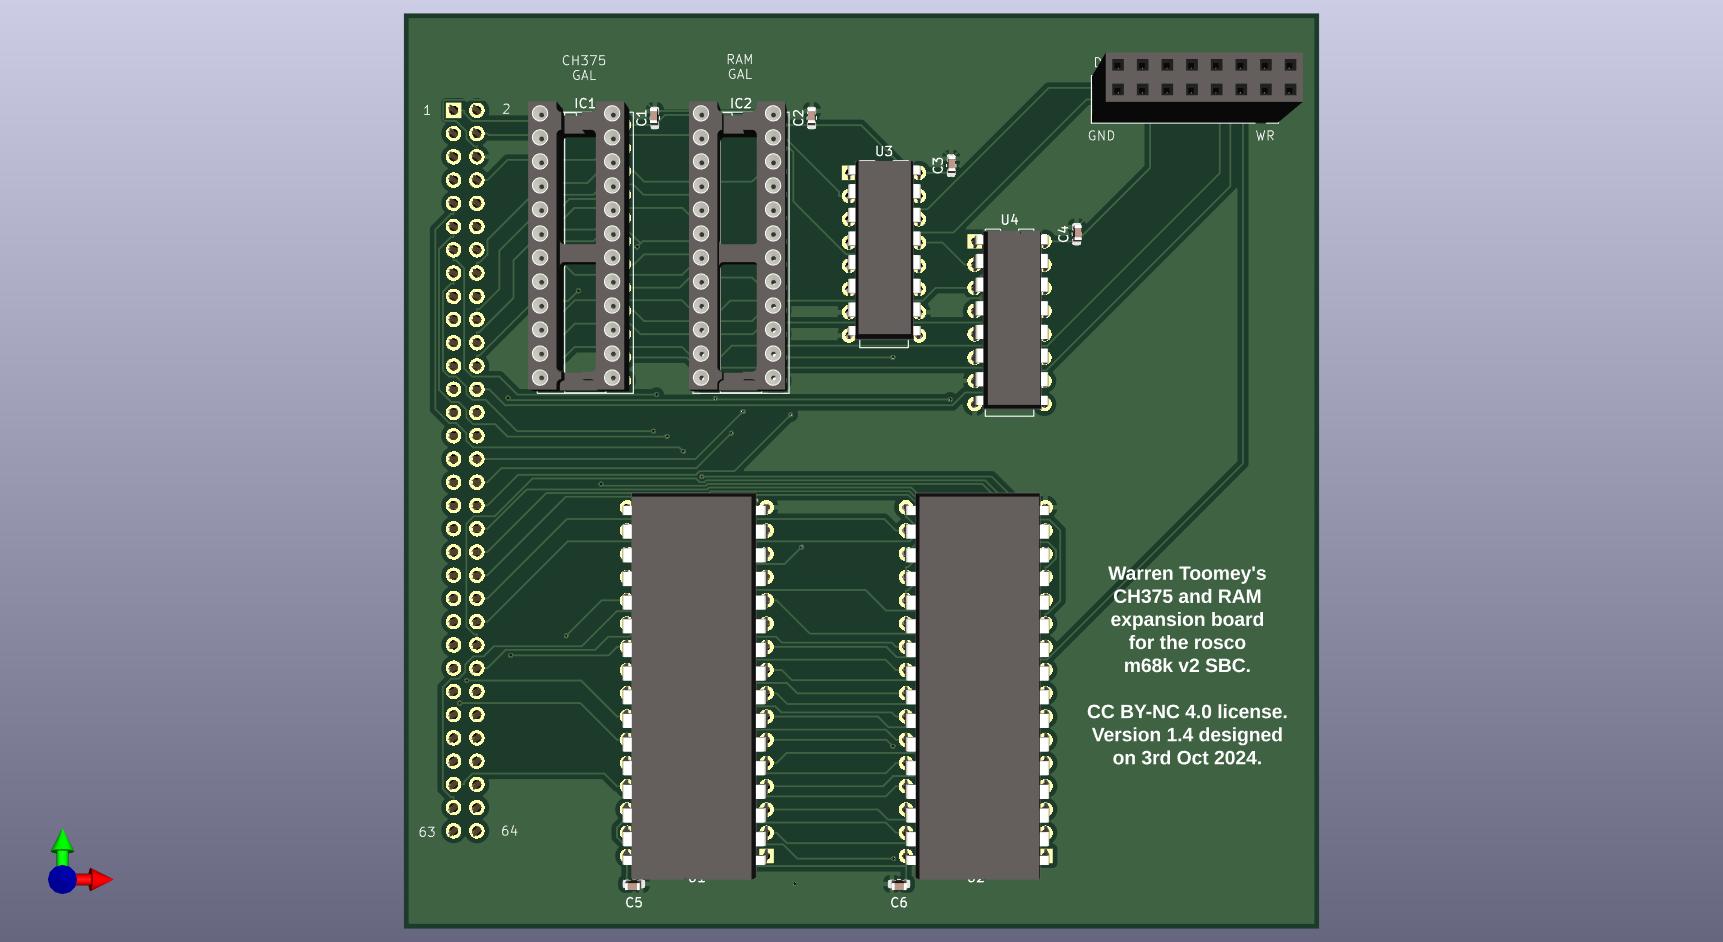 CH375
GAL
RAM
GAL
D
1
2
IC1
C1
IC2
C2
GND
WR
U3
C3
U4
C4
Warren Toomey's
CH375 and RAM
expansion board
for the rosco
m68k v2 SBC.
CC BY-NC 4.0 license.
Version 1.4 designed
on 3rd Oct 2024.
63
64
C5
C6